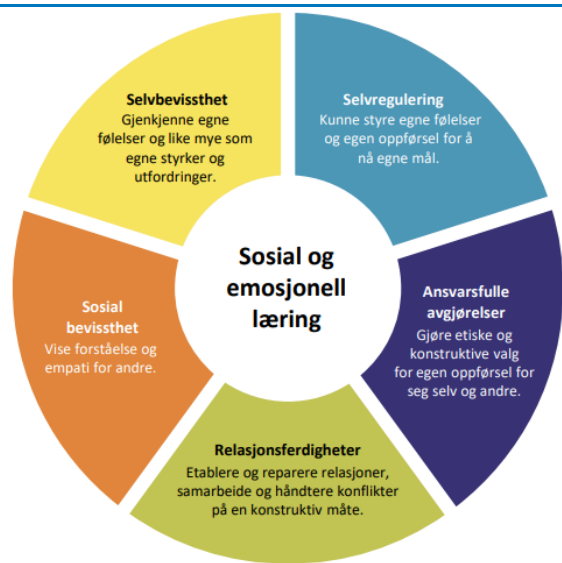 Selvbevissthet
Gjenkjenne egne
følelser og like mye som
egne styrker og
utfordringer.
Selvregulering
Kunne styre egne følelser
og egen oppførsel for å
nå egne mål.
Sosial og
emosjonell
læring
Sosial
bevissthet
Vise forståelse og
empati for andre.
Ansvarsfulle
avgjørelser
Gjøre etiske og
konstruktive valg
for egen oppførsel for
seg selv og andre.
Relasjonsferdigheter
Etablere og reparere relasjoner,
samarbeide og håndtere konflikter
på en konstruktiv måte.